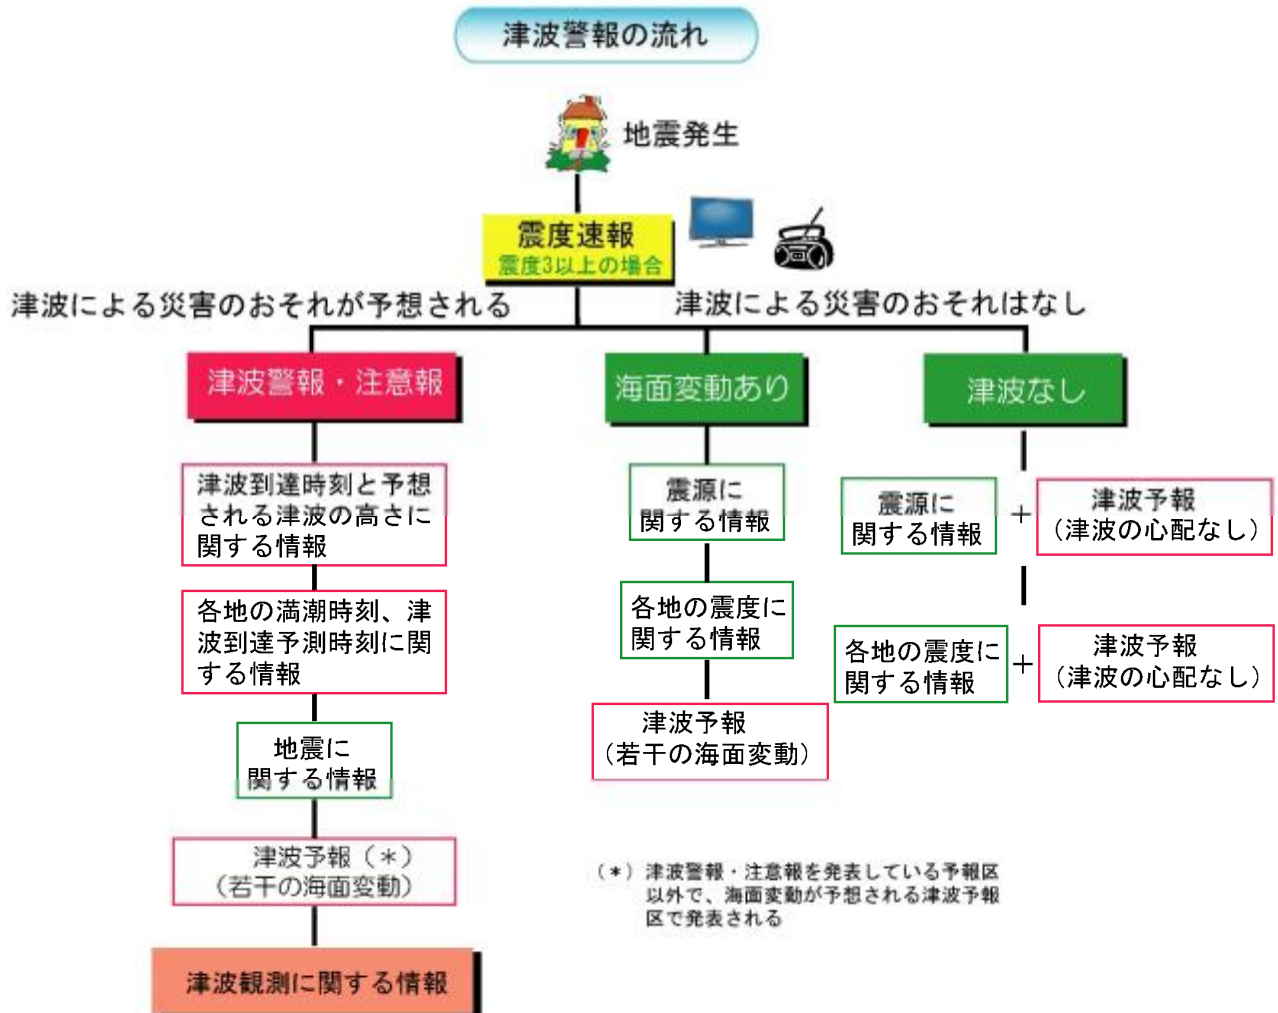 津波警報の流れ
地震発生
震度速報
震度3以上の場合
津波による災害のおそれが予想される
津波による災害のおそれはなし
津波警報・注意報
津波到達時刻と予想
される津波の高さに
関する情報
各地の満潮時刻、津
波到達予測時刻に関
する情報
地震に
関する情報
津波予報（＊）
（若干の海面変動）
津波観測に関する情報
海面変動あり
震源に
関する情報
各地の震度に
関する情報
津波予報
（若干の海面変動）
津波なし
震源に
関する情報
＋
津波予報
（津波の心配なし）
各地の震度に
関する情報
＋
津波予報
（津波の心配なし）
（＊）津波警報・注意報を発表している予報区
以外で、海面変動が予想される津波予報
区で発表される